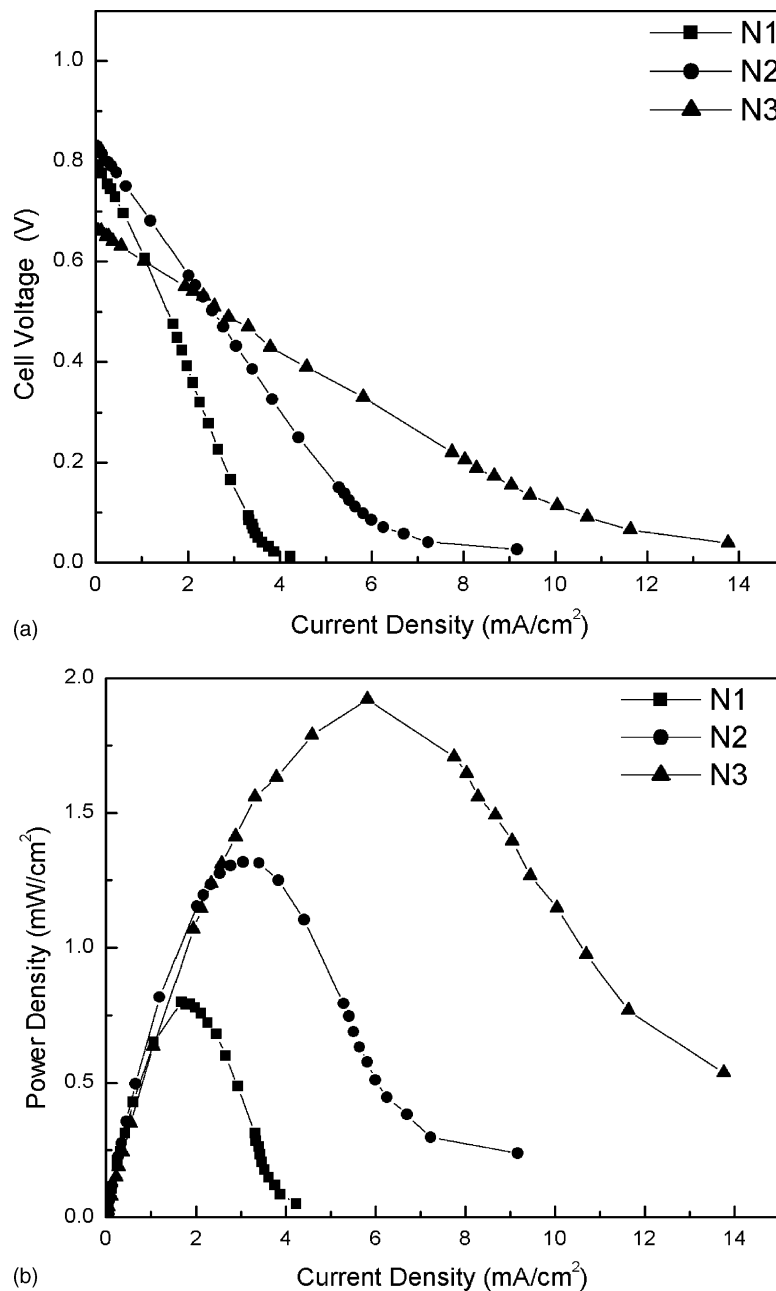 1.0
0.8
0.6
0.4
0.2
0.0
Cell Voltage (V)
N1
N2
N3
0 2 4 6 8 10 12 14
Current Density (mA/cm²)
(a)
2.0
1.5
1.0
0.5
0.0
Power Density (mW/cm²)
N1
N2
N3
0 2 4 6 8 10 12 14
Current Density (mA/cm²)
(b)